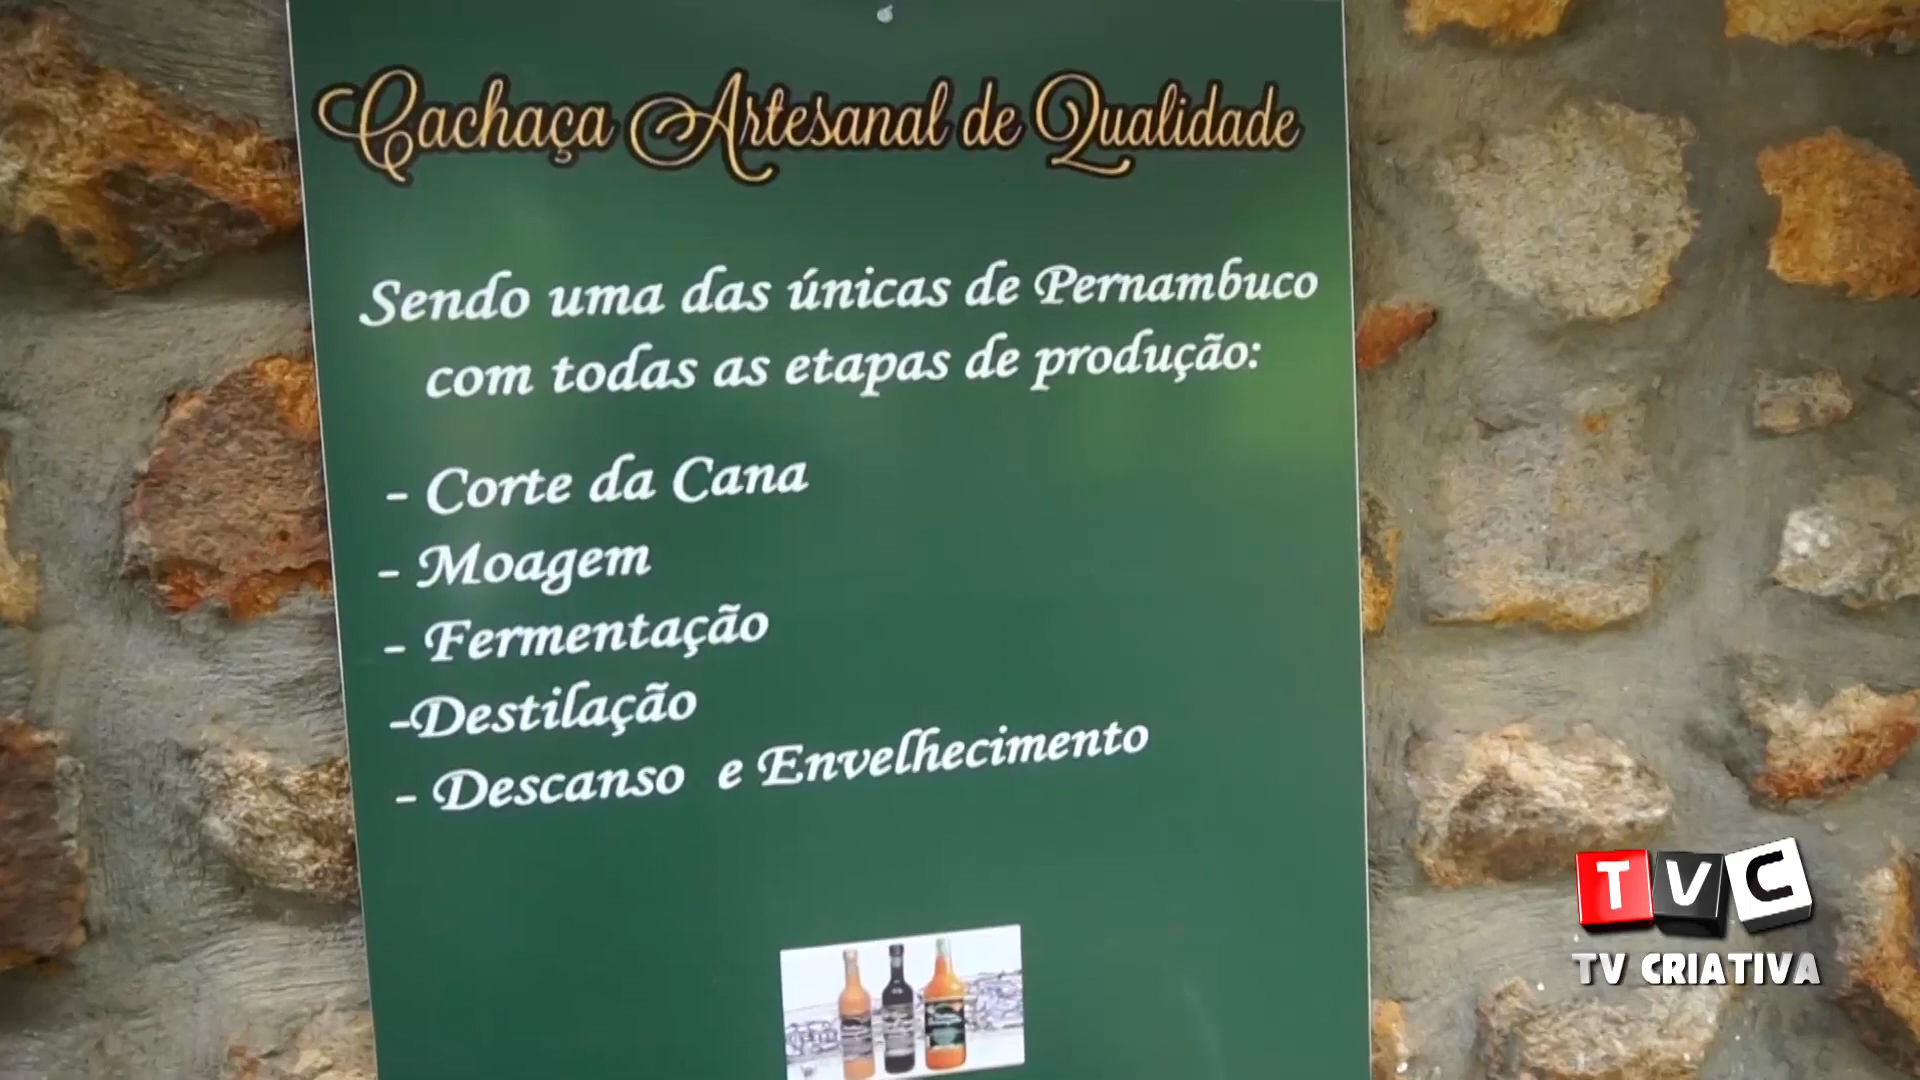 Cachaça Artesanal de Qualidade
Sendo uma das únicas de Pernambuco
com todas as etapas de produção:
- Corte da Cana
- Moagem
- Fermentação
-Destilação
- Descanso e Envelhecimento
TVC
TV CRIATIVA